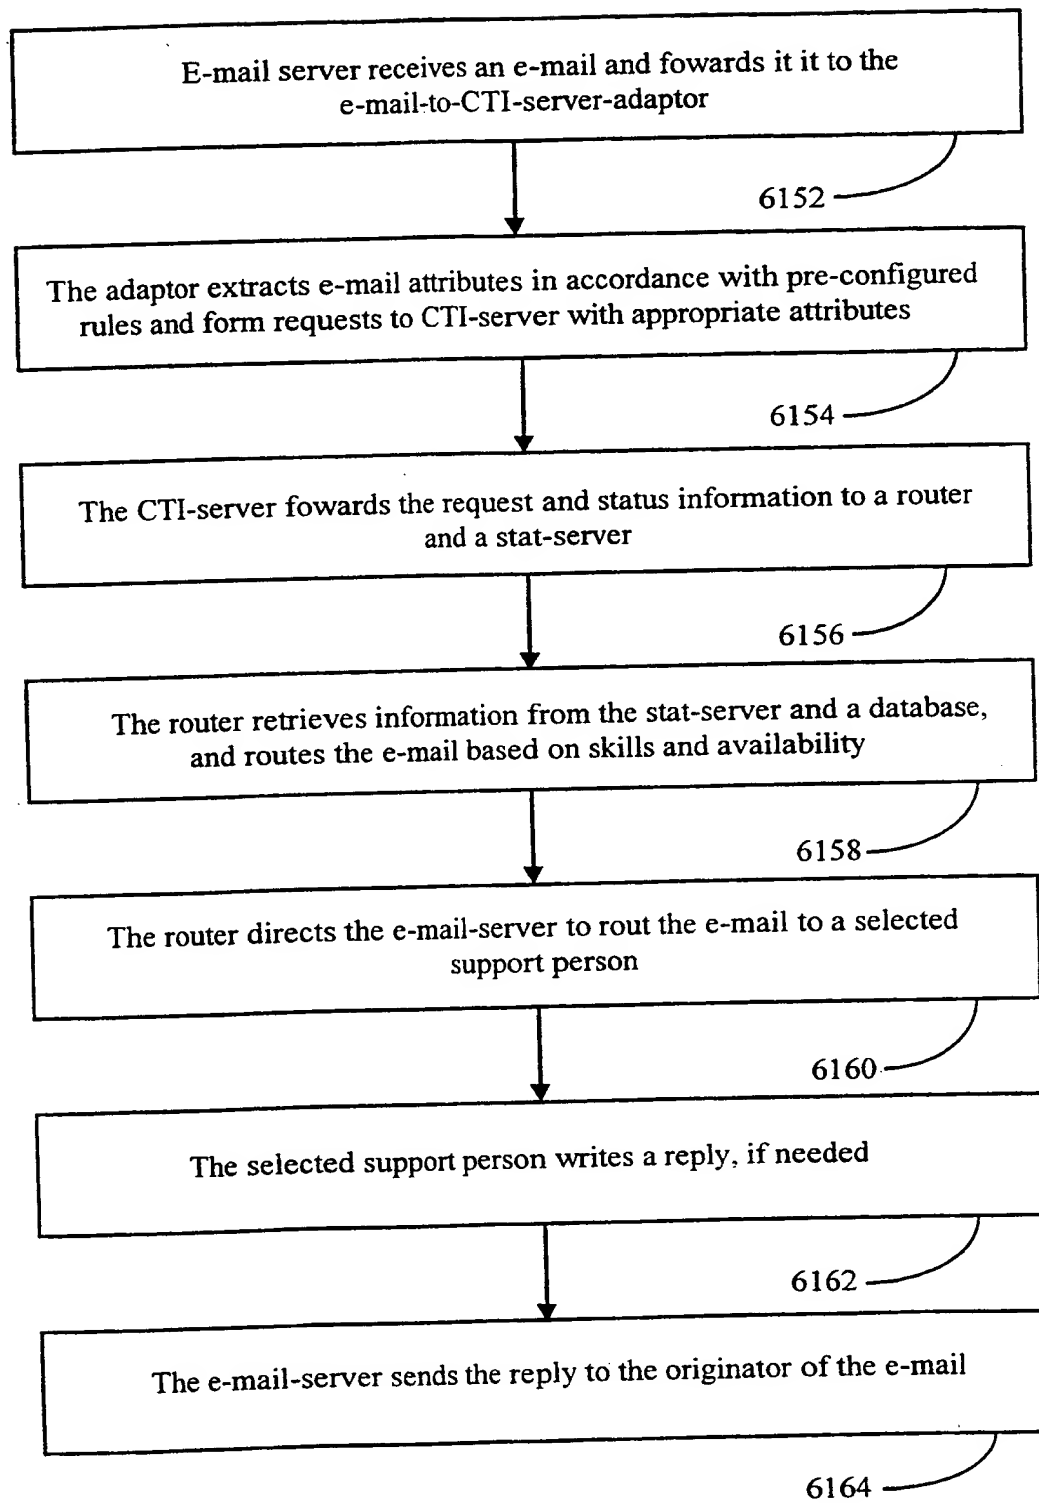 E-mail server receives an e-mail and fowards it it to the
e-mail-to-CTI-server-adaptor
6152
The adaptor extracts e-mail attributes in accordance with pre-configured
rules and form requests to CTI-server with appropriate attributes
6154
The CTI-server fowards the request and status information to a router
and a stat-server
6156
The router retrieves information from the stat-server and a database,
and routes the e-mail based on skills and availability
6158
The router directs the e-mail-server to rout the e-mail to a selected
support person
6160
The selected support person writes a reply, if needed
6162
The e-mail-server sends the reply to the originator of the e-mail
6164